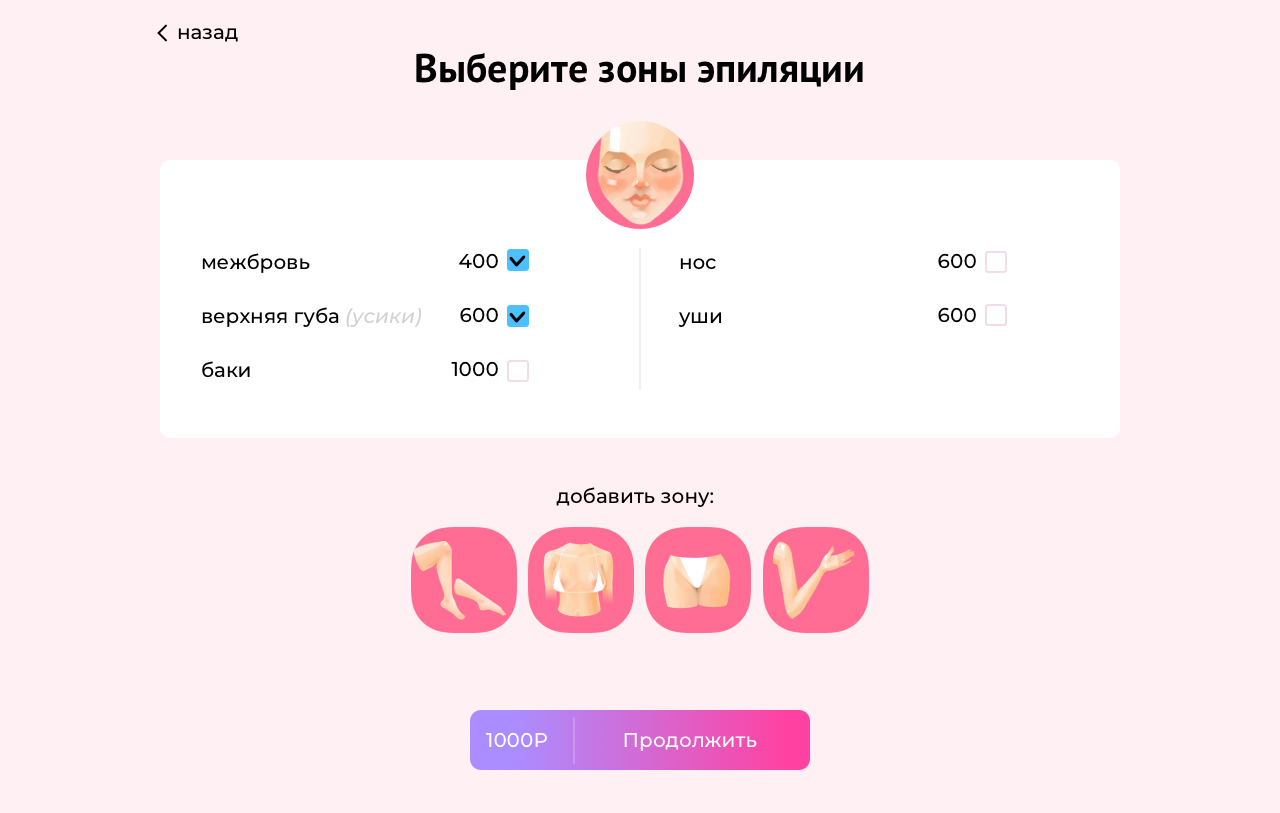 назад
Выберите зоны эпиляции
межбровь 400
верхняя губа (усики) 600
баки 1000
нос 600
уши 600
добавить зону:
1000Р Продолжить